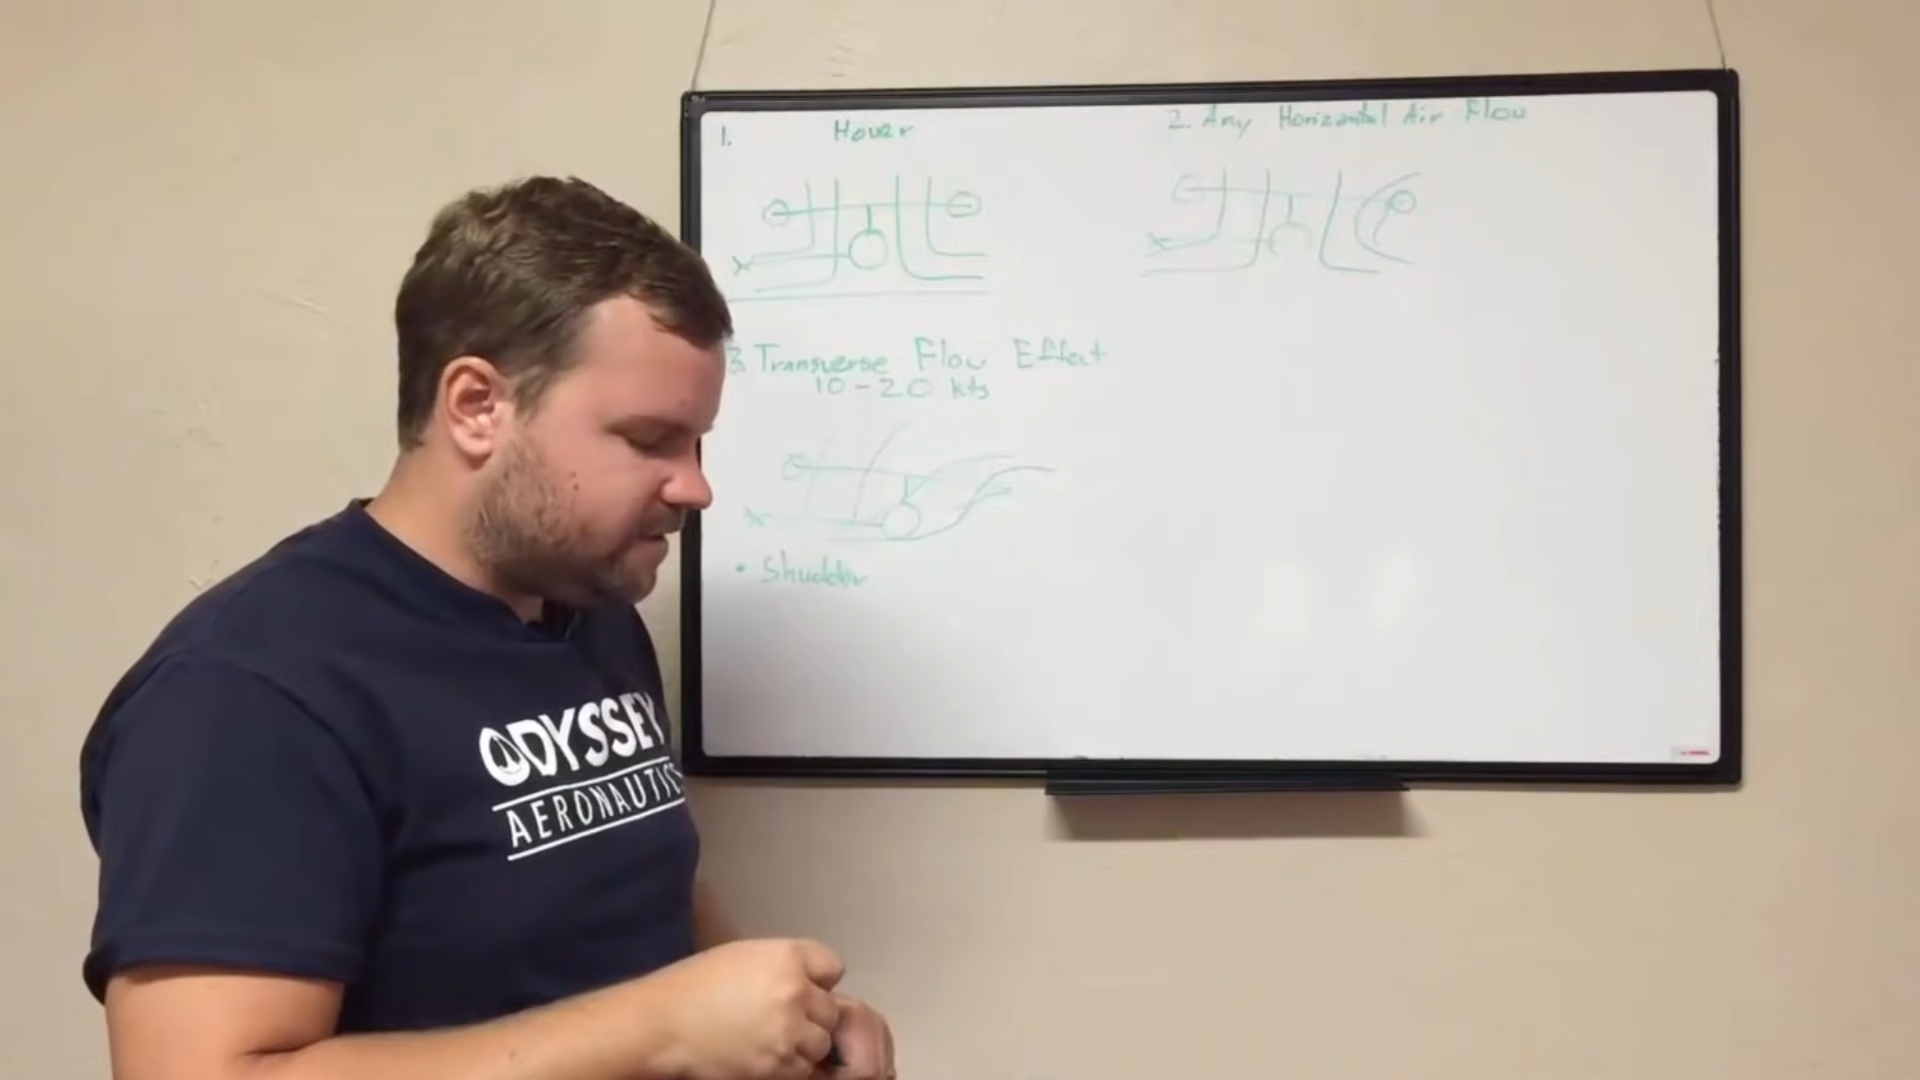 1. Hover
2. Any Horizontal Air Flow
3. Transverse Flow Effect
10-20 kts
• Shudder
ODYSSEY
AERONAUTICS